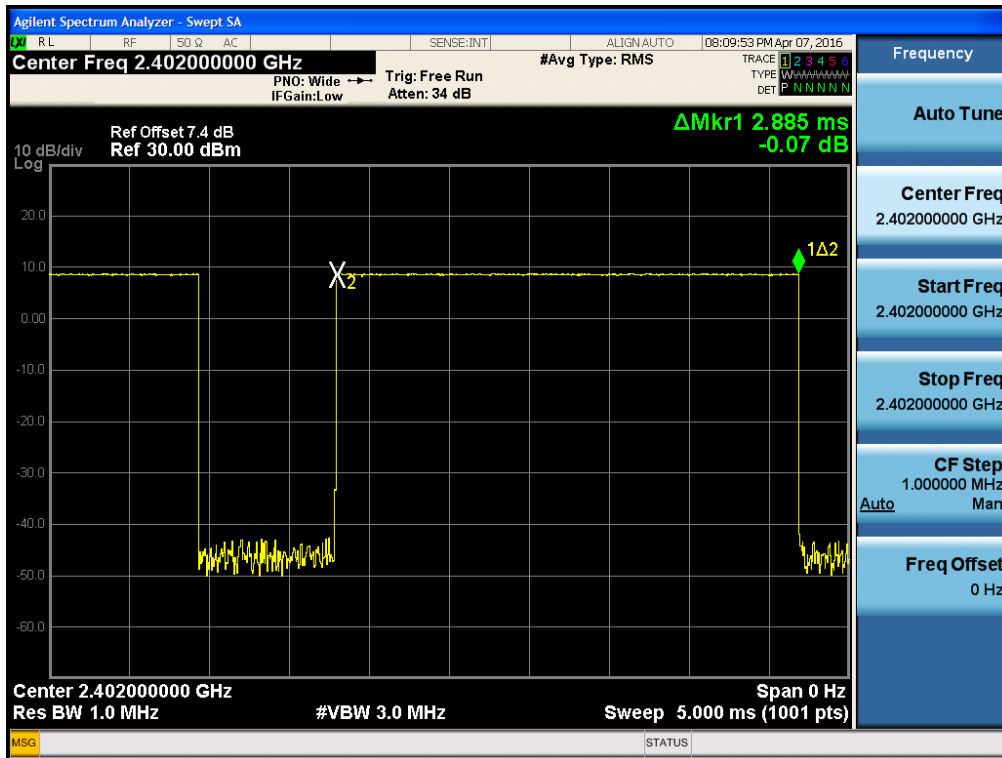 Agilent Spectrum Analyzer - Swept SA
LXI RL RF 50 Ω AC SENSE:INT ALIGNAUTO 08:09:53 PM Apr 07, 2016
Center Freq 2.402000000 GHz
PNO: Wide
IFGain:Low
Trig: Free Run
Atten: 34 dB
#Avg Type: RMS
TRACE 1 2 3 4 5 6
TYPE W
DET P N N N N N
Ref Offset 7.4 dB
Ref 30.00 dBm
10 dB/div
Log
ΔMkr1 2.885 ms
-0.07 dB
20.0
10.0
0.00
-10.0
-20.0
-30.0
-40.0
-50.0
-60.0
2
1Δ2
Center 2.402000000 GHz
Span 0 Hz
Res BW 1.0 MHz
#VBW 3.0 MHz
Sweep 5.000 ms (1001 pts)
MSG
STATUS
Frequency
Auto Tune
Center Freq
2.402000000 GHz
Start Freq
2.402000000 GHz
Stop Freq
2.402000000 GHz
CF Step
1.000000 MHz
Auto Man
Freq Offset
0 Hz